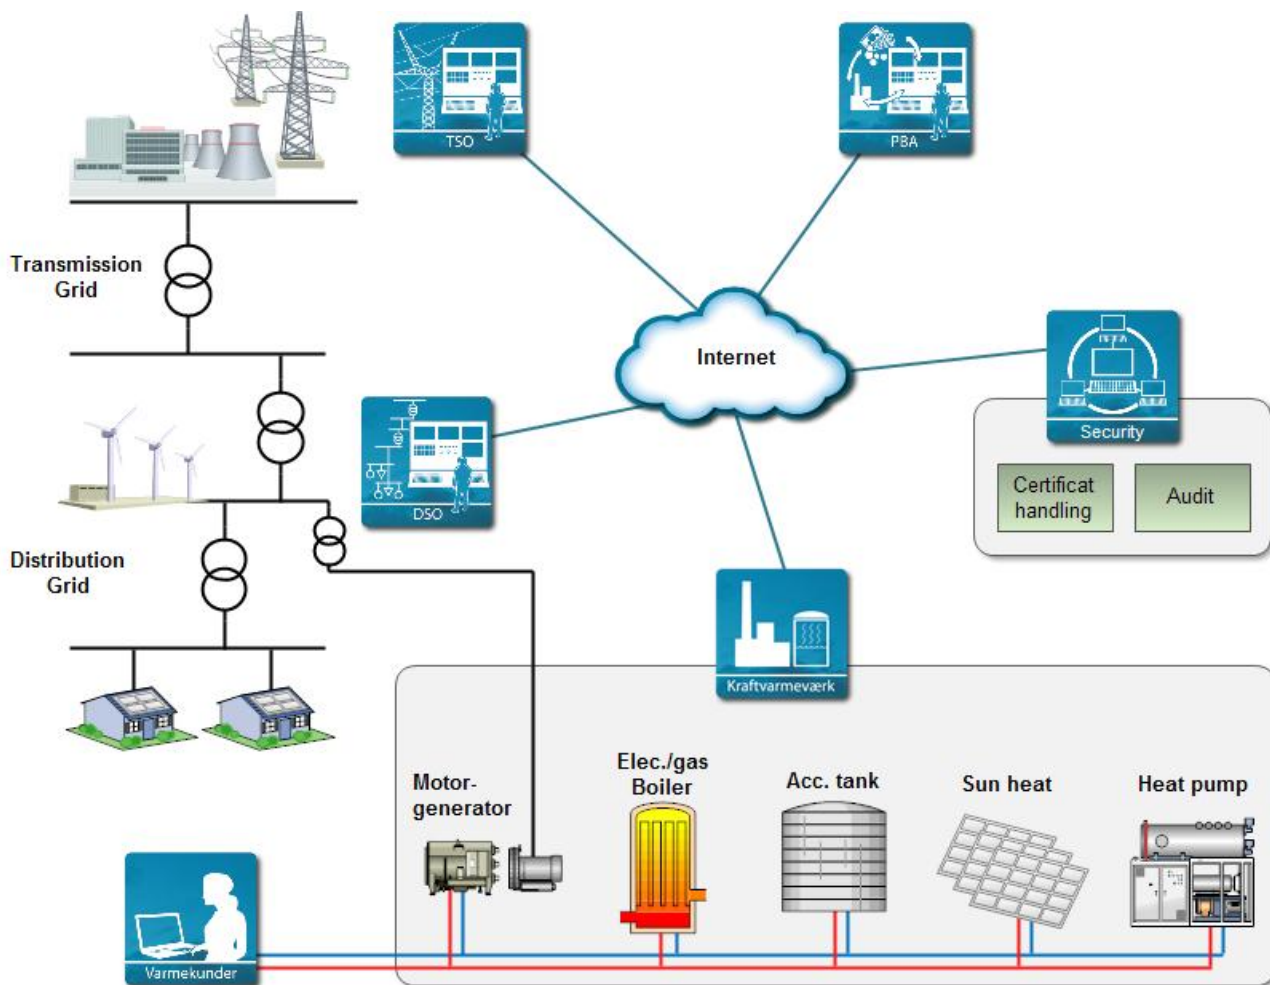 TSO
PBA
Transmission
Grid
Internet
Security
Certificat
handling
Audit
DSO
Distribution
Grid
Kraftvarmeværk
Motor-
generator
Elec./gas
Boiler
Acc. tank
Sun heat
Heat pump
Varmekunder